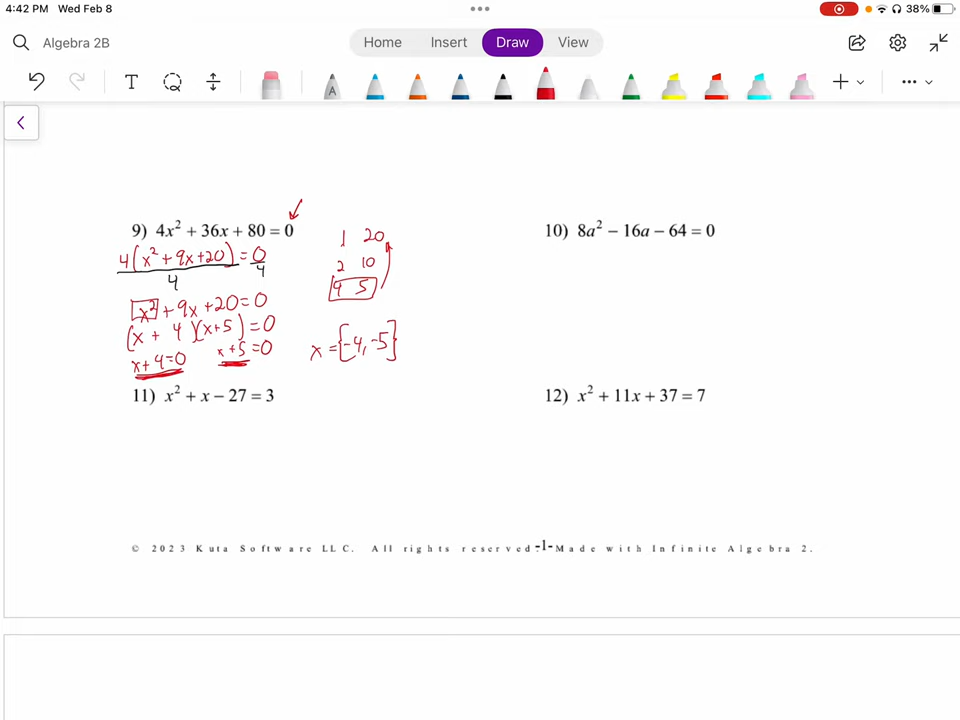 4:42 PM Wed Feb 8
38%
Algebra 2B
Home Insert Draw View
T
A
9) 4x² + 36x + 80 = 0
4(x² + 9x + 20) = 0
4 4
x² + 9x + 20 = 0
(x + 4)(x + 5) = 0
x + 4 = 0 x + 5 = 0
1 20
2 10
4 5
x = {-4, -5}
10) 8a² − 16a − 64 = 0
11) x² + x − 27 = 3
12) x² + 11x + 37 = 7
© 2023 Kuta Software LLC. All rights reserved. -1- Made with Infinite Algebra 2.